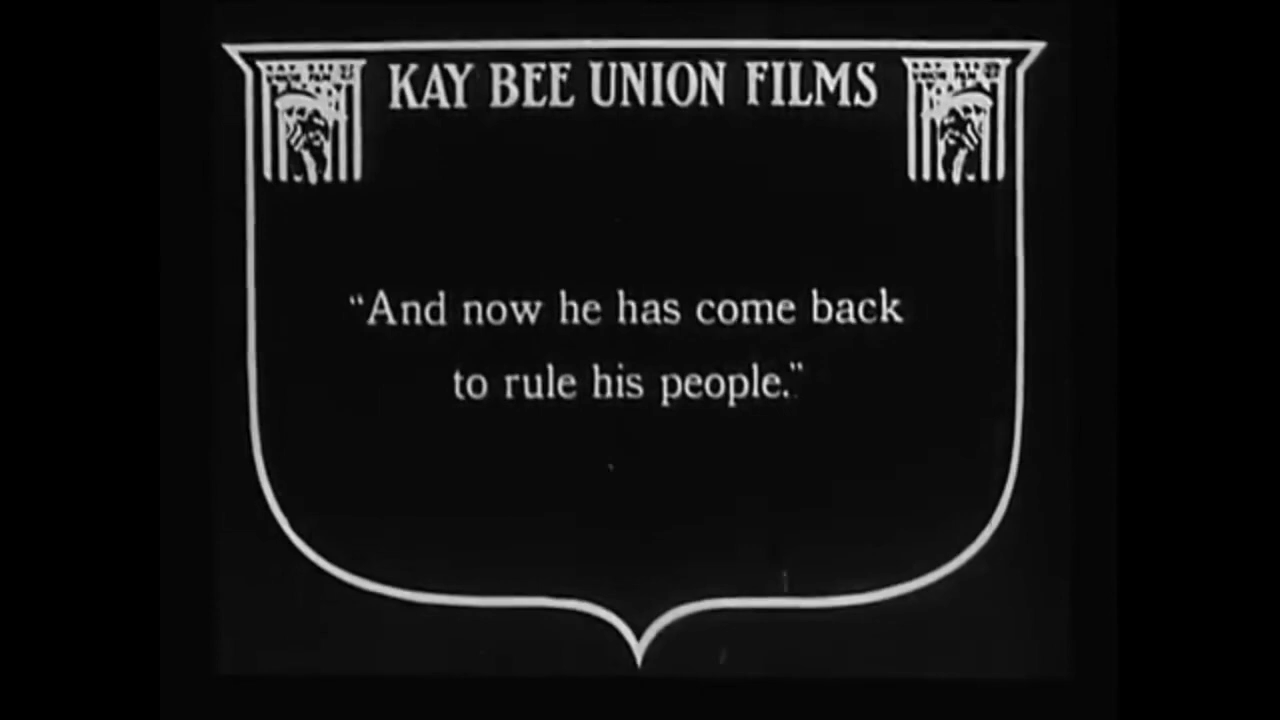 KAY BEE UNION FILMS
“And now he has come back
to rule his people.”